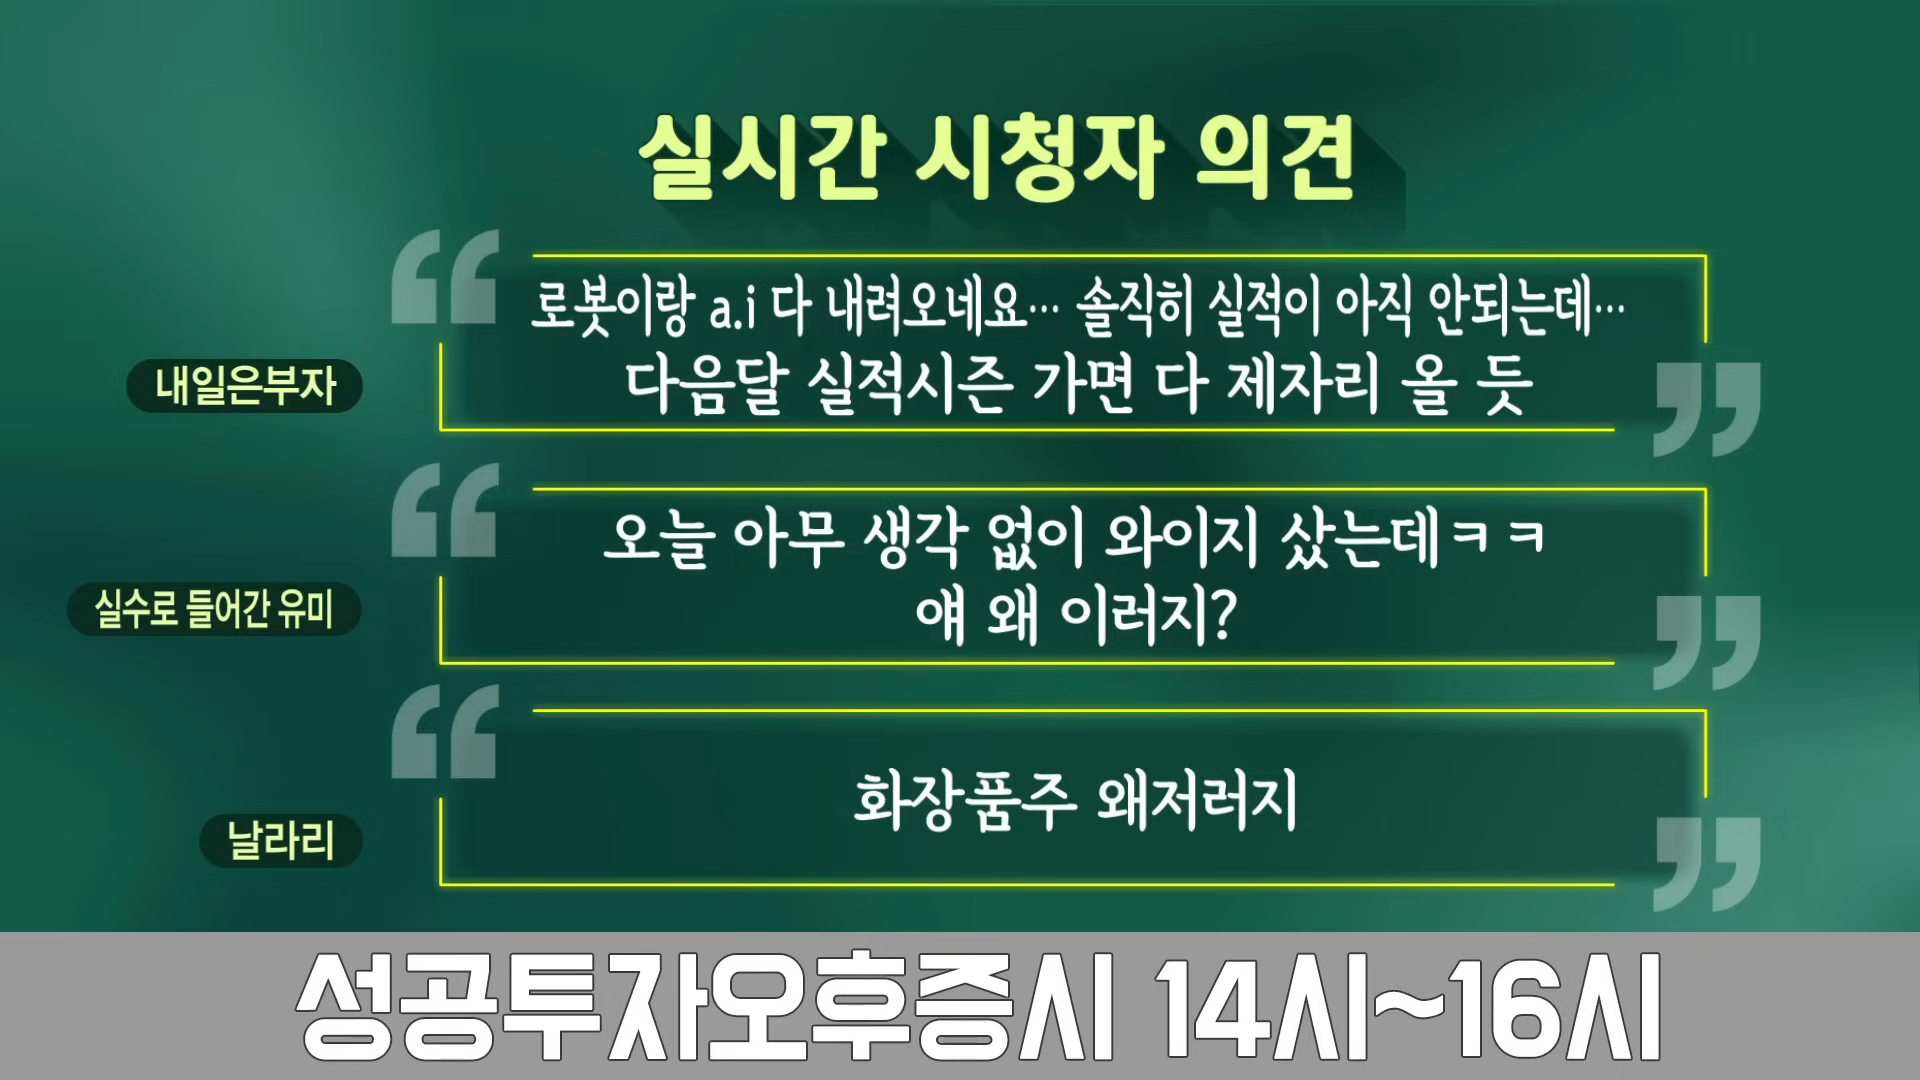 실시간 시청자 의견
로봇이랑 a.i 다 내려오네요… 솔직히 실적이 아직 안되는데…
다음달 실적시즌 가면 다 제자리 올 듯
내일은부자
오늘 아무 생각 없이 와이지 샀는데ㅋㅋ
얘 왜 이러지?
실수로 들어간 유미
화장품주 왜저러지
날라리
성공투자오후증시 14시~16시